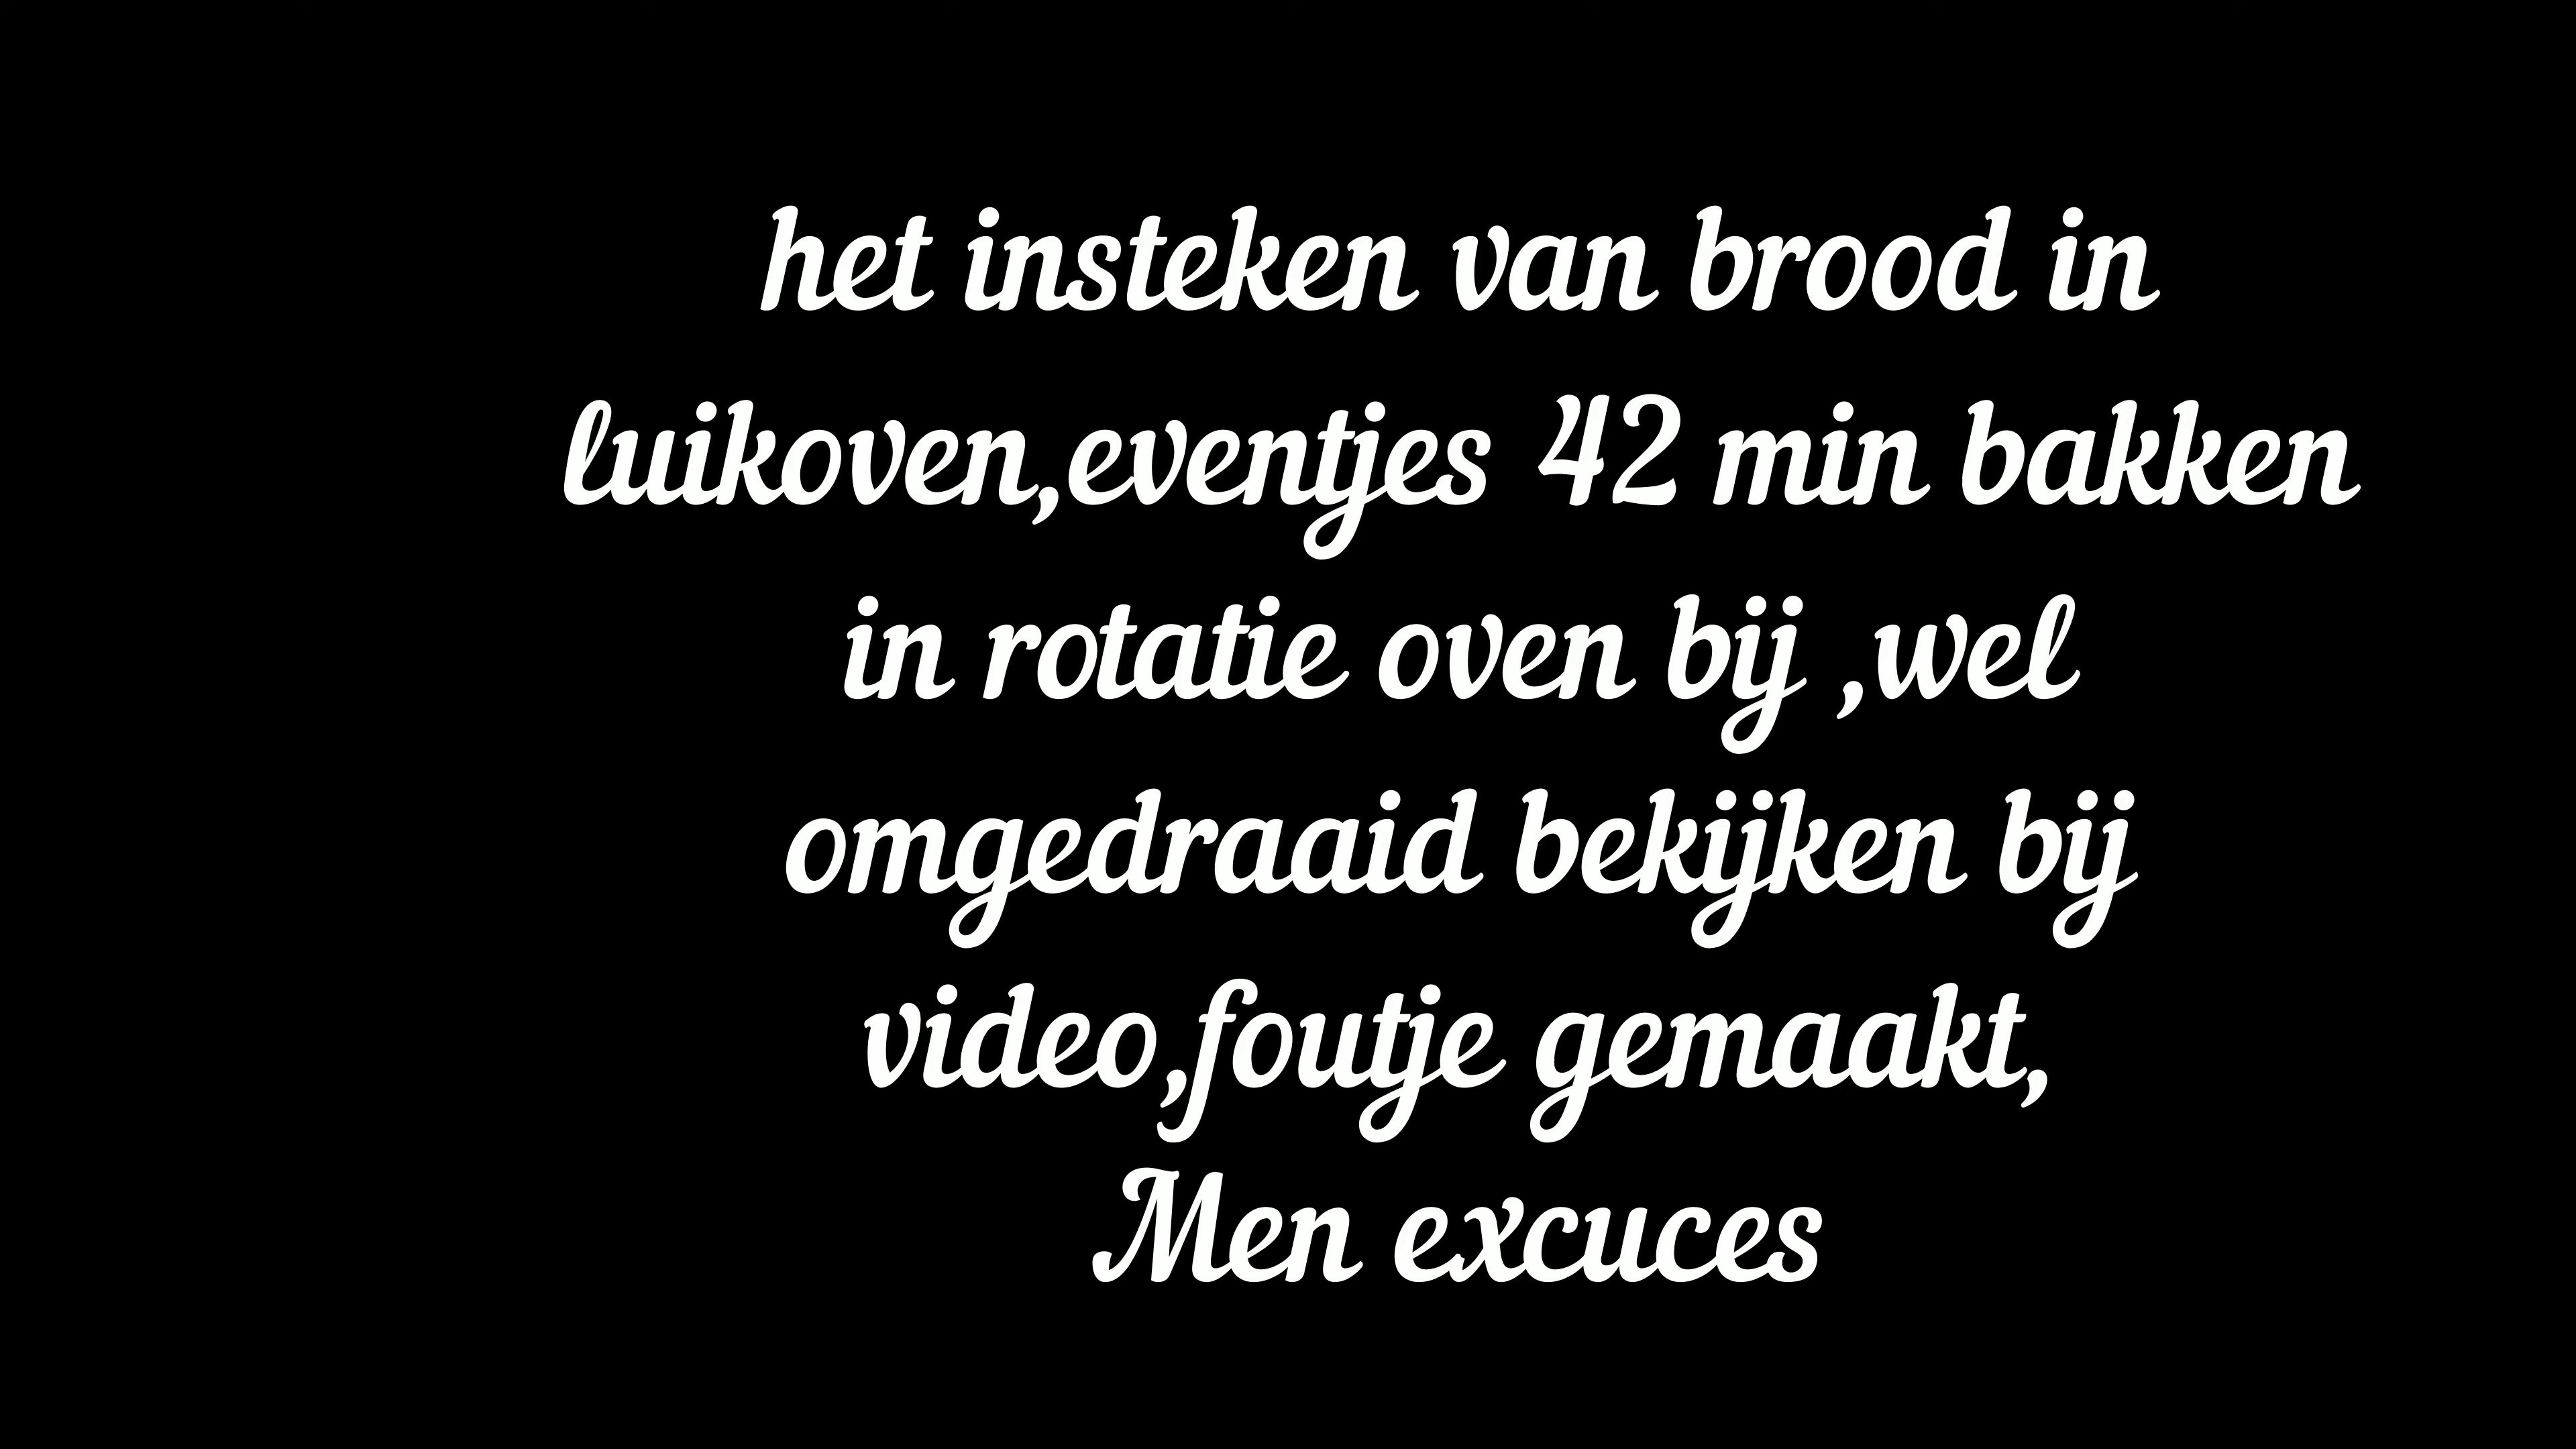 het insteken van brood in
luikoven,eventjes 42 min bakken
in rotatie oven bij ,wel
omgedraaid bekijken bij
video,foutje gemaakt,
Men excuces